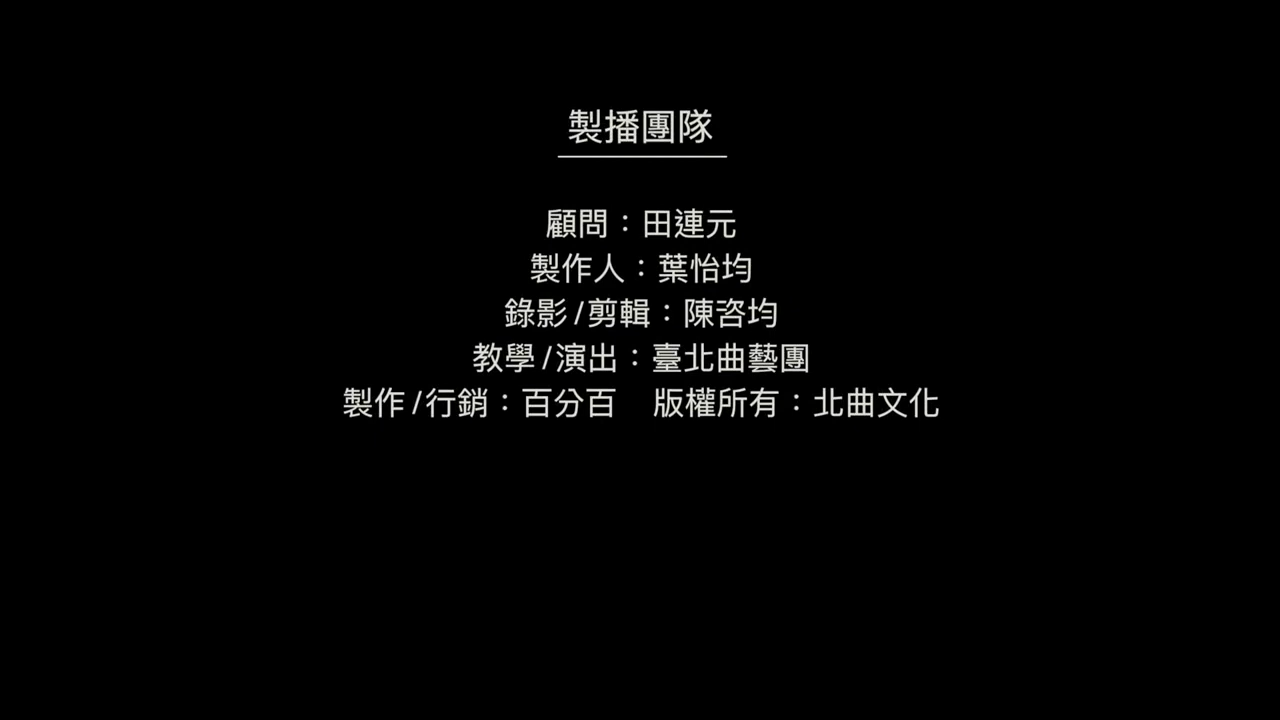 製播團隊
顧問：田連元
製作人：葉怡均
錄影/剪輯：陳咨均
教學/演出：臺北曲藝團
製作/行銷：百分百　版權所有：北曲文化